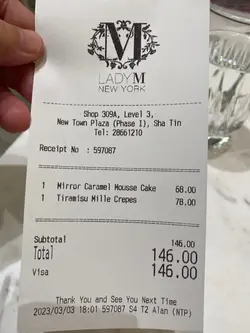 M
LADY M
NEW YORK
Shop 309A, Level 3,
New Town Plaza (Phase I), Sha Tin
Tel: 28661210
Receipt No : 597087
1 Mirror Caramel Mousse Cake 68.00
1 Tiramisu Mille Crepes 78.00
Subtotal 146.00
Total 146.00
Visa 146.00
Thank You and See You Next Time
2023/03/03 18:01 597087 S4 T2 Alan (NTP)